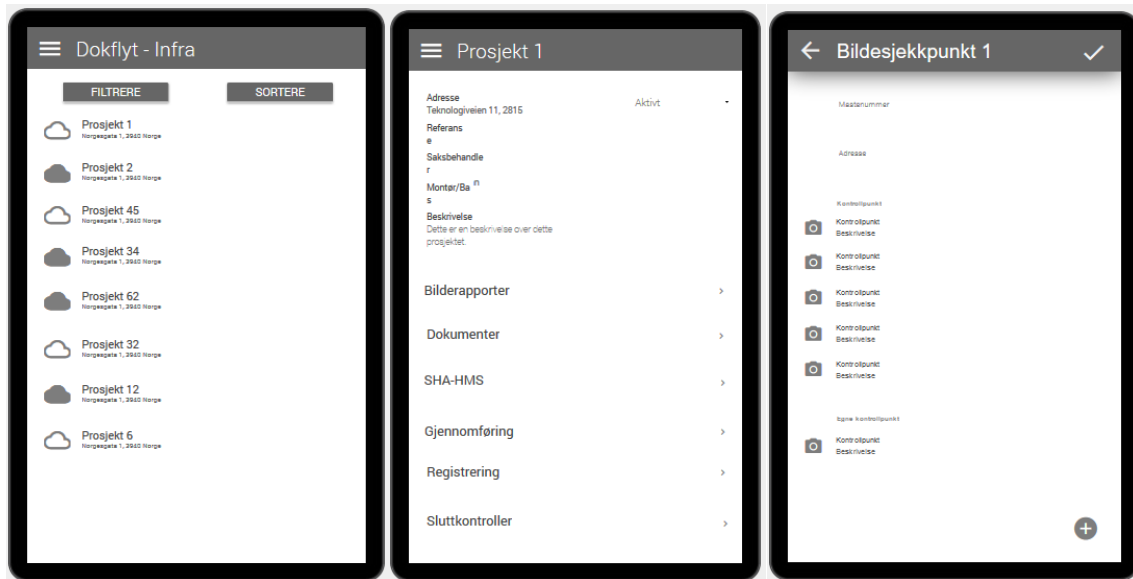 Dokflyt - Infra
FILTRERE
SORTERE
Prosjekt 1
Norgesgata 1, 3940 Norge
Prosjekt 2
Norgesgata 1, 3940 Norge
Prosjekt 45
Norgesgata 1, 3940 Norge
Prosjekt 34
Norgesgata 1, 3940 Norge
Prosjekt 62
Norgesgata 1, 3940 Norge
Prosjekt 32
Norgesgata 1, 3940 Norge
Prosjekt 12
Norgesgata 1, 3940 Norge
Prosjekt 6
Norgesgata 1, 3940 Norge
Prosjekt 1
Adresse
Teknologiveien 11, 2815
Aktivt
Referans
e
Saksbehandle
r
Montør/Ba
s
Beskrivelse
Dette er en beskrivelse over dette
prosjektet.
Bilderapporter
Dokumenter
SHA-HMS
Gjennomføring
Registrering
Sluttkontroller
Bildesjekkpunkt 1
Mastenummer
Adresse
Kontrollpunkt
Kontrollpunkt
Beskrivelse
Kontrollpunkt
Beskrivelse
Kontrollpunkt
Beskrivelse
Kontrollpunkt
Beskrivelse
Kontrollpunkt
Beskrivelse
Egne kontrollpunkt
Kontrollpunkt
Beskrivelse